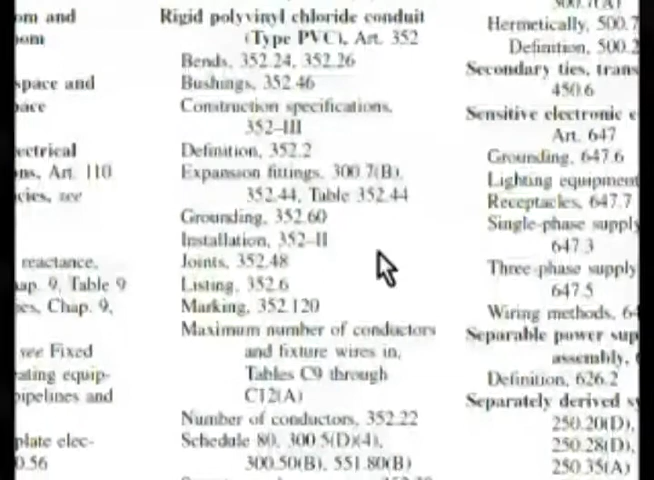 om and
oom
space and
pace
ectrical
ns, Art. 110
cies, see
reactance,
ap. 9, Table 9
es, Chap. 9,
see Fixed
ating equip-
pipelines and
plate elec-
0.56
Rigid polyvinyl chloride conduit
(Type PVC), Art. 352
Bends, 352.24, 352.26
Bushings, 352.46
Construction specifications,
352–III
Definition, 352.2
Expansion fittings, 300.7(B),
352.44, Table 352.44
Grounding, 352.60
Installation, 352–II
Joints, 352.48
Listing, 352.6
Marking, 352.120
Maximum number of conductors
and fixture wires in,
Tables C9 through
C12(A)
Number of conductors, 352.22
Schedule 80, 300.5(D)(4),
300.50(B), 551.80(B)
Hermetically, 500.7
Definition, 500.2
Secondary ties, trans
450.6
Sensitive electronic e
Art. 647
Grounding, 647.6
Lighting equipment
Receptacles, 647.7
Single-phase supply
647.3
Three-phase supply
647.5
Wiring methods, 64
Separable power sup
assembly,
Definition, 626.2
Separately derived sy
250.20(D),
250.28(D),
250.35(A)